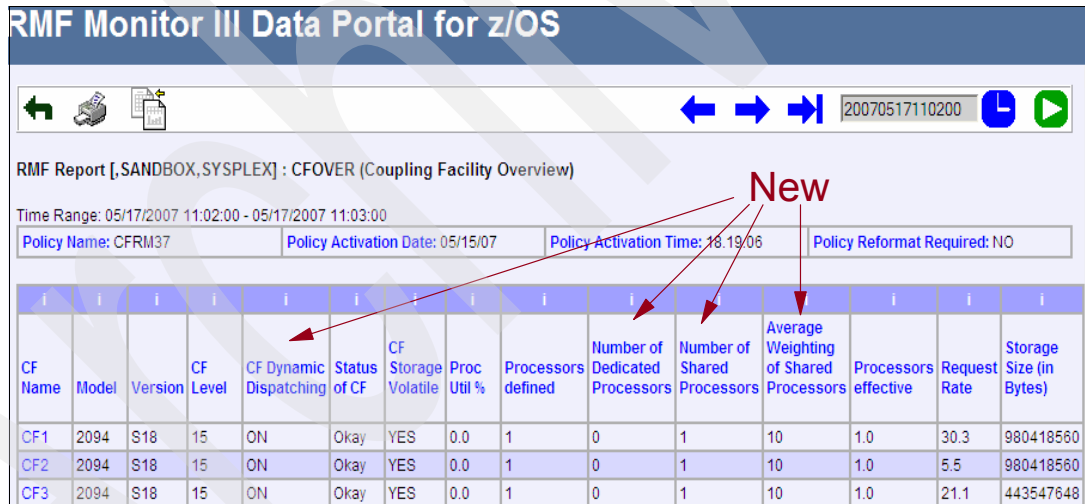 RMF Monitor III Data Portal for z/OS
20070517110200
RMF Report [,SANDBOX,SYSPLEX] : CFOVER (Coupling Facility Overview)
New
Time Range: 05/17/2007 11:02:00 - 05/17/2007 11:03:00
Policy Name: CFRM37 Policy Activation Date: 05/15/07 Policy Activation Time: 18.19.06 Policy Reformat Required: NO
i i i i i i i i i i i i i i i
CF Name Model Version CF Level CF Dynamic Dispatching Status of CF CF Storage Volatile Proc Util % Processors defined Number of Dedicated Processors Number of Shared Processors Average Weighting of Shared Processors Processors effective Request Rate Storage Size (in Bytes)
CF1 2094 S18 15 ON Okay YES 0.0 1 0 1 10 1.0 30.3 980418560
CF2 2094 S18 15 ON Okay YES 0.0 1 0 1 10 1.0 5.5 980418560
CF3 2094 S18 15 ON Okay YES 0.0 1 0 1 10 1.0 21.1 443547648